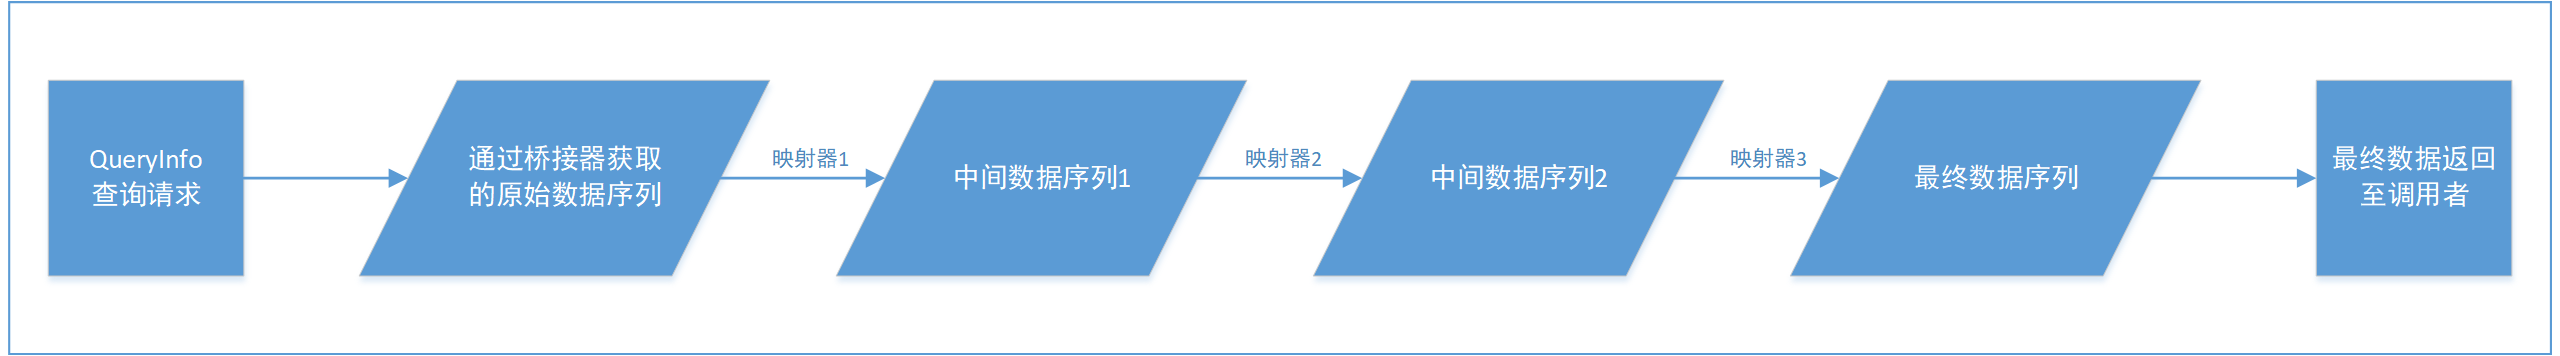 QueryInfo
查询请求
通过桥接器获取
的原始数据序列
映射器1
中间数据序列1
映射器2
中间数据序列2
映射器3
最终数据序列
最终数据返回
至调用者